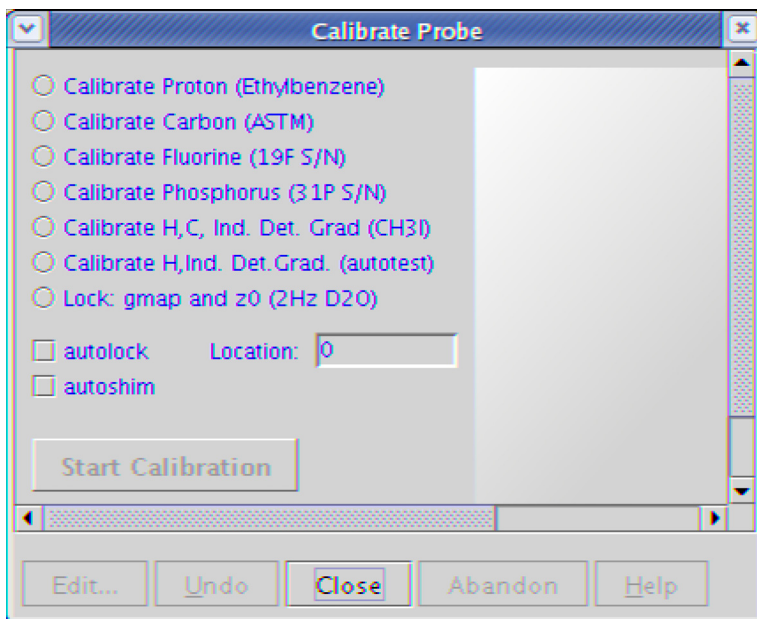 Calibrate Probe
Calibrate Proton (Ethylbenzene)
Calibrate Carbon (ASTM)
Calibrate Fluorine (19F S/N)
Calibrate Phosphorus (31P S/N)
Calibrate H,C, Ind. Det. Grad (CH3I)
Calibrate H,Ind. Det.Grad. (autotest)
Lock: gmap and z0 (2Hz D2O)
autolock Location: 0
autoshim
Start Calibration
Edit... Undo Close Abandon Help